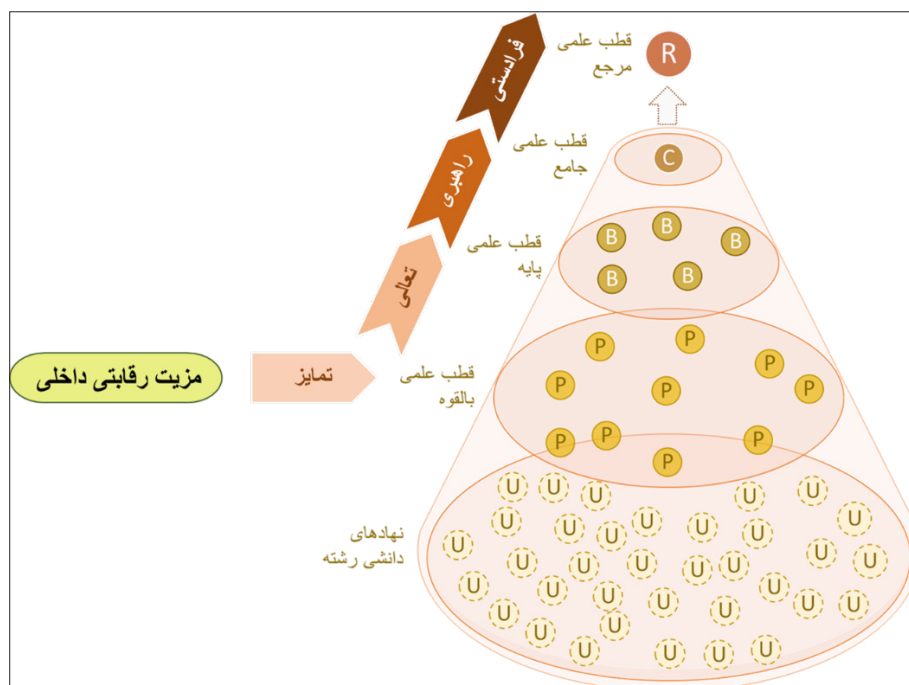 قطب علمی
مرجع
R
فرادستی
قطب علمی
جامع
C
راهبری
قطب علمی
پایه
B B B
B B
تعالی
مزیت رقابتی داخلی
تمایز
قطب علمی
بالقوه
P P P
P P P
P P P P
نهادهای
دانشی رشته
U U U U U
U U U U U U U
U U U U U U U U
U U U U U U U U
U U U U U U U U U